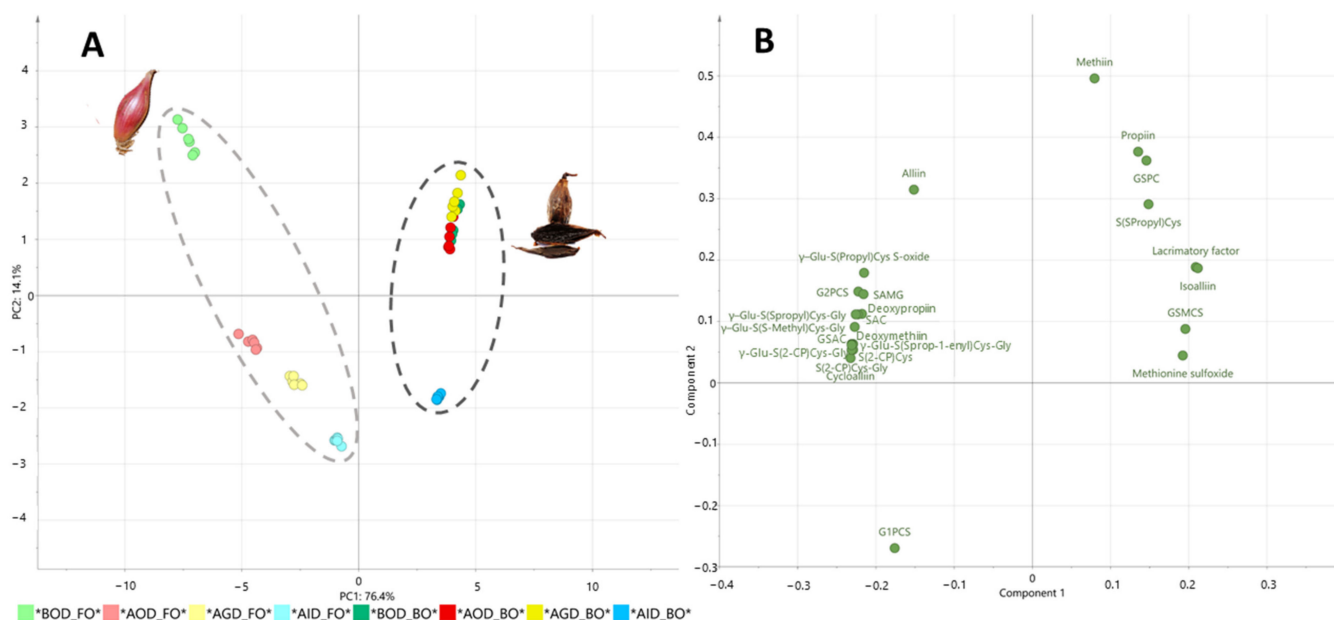 A
4
3
2
1
0
−1
−2
−3
−4
PC2: 14.1%
−10
−5
0
5
10
PC1: 76.4%
*BOD_FO* *AOD_FO* *AGD_FO* *AID_FO* *BOD_BO* *AOD_BO* *AGD_BO* *AID_BO*
B
0.5
0.4
0.3
0.2
0.1
0
−0.1
−0.2
−0.3
Component 2
Methiin
Propiin
GSPC
Alliin
S(SPropyl)Cys
Lacrimatory factor
Isoalliin
γ-Glu-S(Propyl)Cys S-oxide
G2PCS
SAMG
Deoxypropiin
γ-Glu-S(Spropyl)Cys-Gly
SAC
γ-Glu-S(S-Methyl)Cys-Gly
Deoxymethiin
GSAC
γ-Glu-S(Sprop-1-enyl)Cys-Gly
γ-Glu-S(2-CP)Cys-Gly
S(2-CP)Cys
S(2-CP)Cys-Gly
Cycloalliin
GSMCS
Methionine sulfoxide
G1PCS
−0.4
−0.3
−0.2
−0.1
0
0.1
0.2
0.3
Component 1